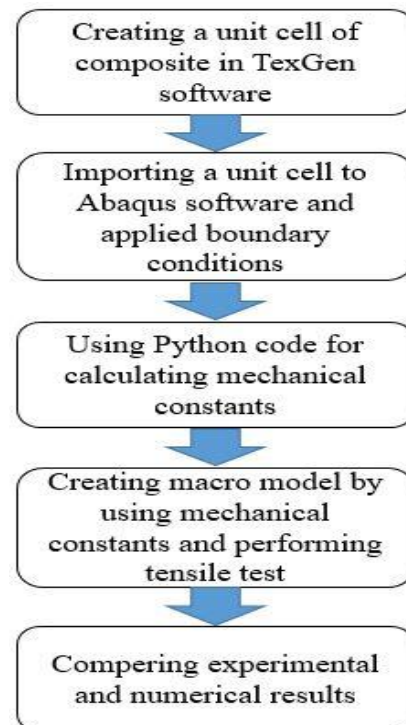 Creating a unit cell of
composite in TexGen
software
Importing a unit cell to
Abaqus software and
applied boundary
conditions
Using Python code for
calculating mechanical
constants
Creating macro model by
using mechanical
constants and performing
tensile test
Compering experimental
and numerical results